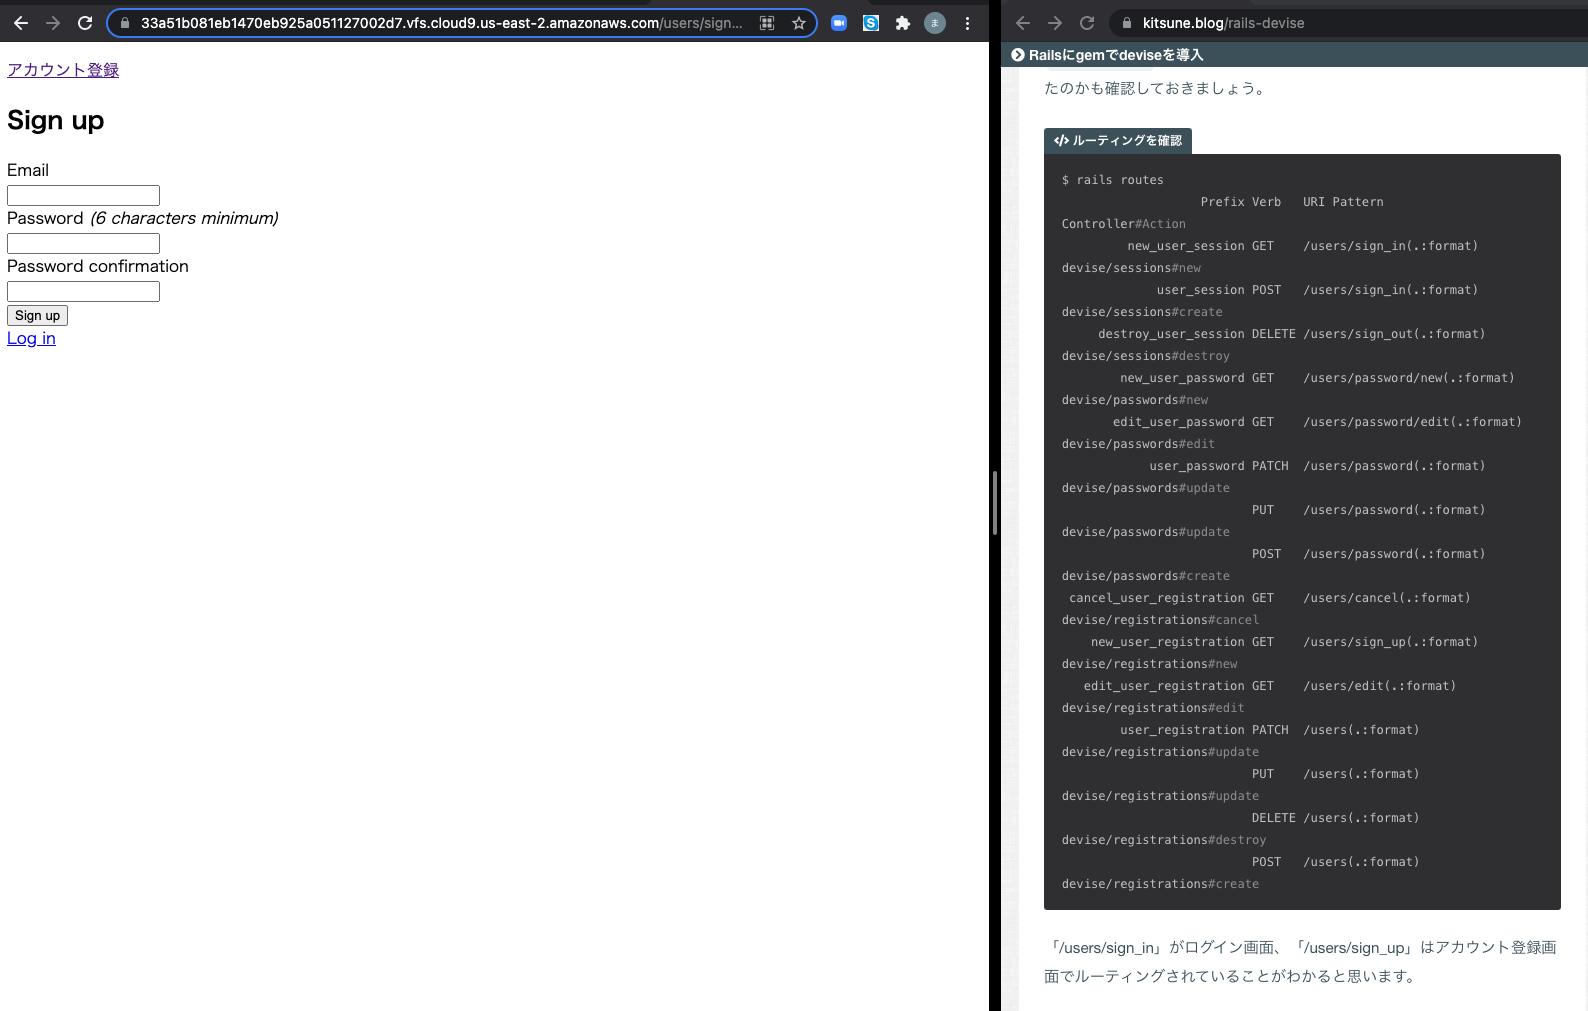 33a51b081eb1470eb925a051127002d7.vfs.cloud9.us-east-2.amazonaws.com/users/sign...
ま
アカウント登録
Sign up
Email
Password (6 characters minimum)
Password confirmation
Sign up
Log in
kitsune.blog/rails-devise
Railsにgemでdeviseを導入
たのかも確認しておきましょう。
ルーティングを確認
$ rails routes
Prefix Verb   URI Pattern
Controller#Action
new_user_session GET    /users/sign_in(.:format)
devise/sessions#new
user_session POST   /users/sign_in(.:format)
devise/sessions#create
destroy_user_session DELETE /users/sign_out(.:format)
devise/sessions#destroy
new_user_password GET    /users/password/new(.:format)
devise/passwords#new
edit_user_password GET    /users/password/edit(.:format)
devise/passwords#edit
user_password PATCH  /users/password(.:format)
devise/passwords#update
PUT    /users/password(.:format)
devise/passwords#update
POST   /users/password(.:format)
devise/passwords#create
cancel_user_registration GET    /users/cancel(.:format)
devise/registrations#cancel
new_user_registration GET    /users/sign_up(.:format)
devise/registrations#new
edit_user_registration GET    /users/edit(.:format)
devise/registrations#edit
user_registration PATCH  /users(.:format)
devise/registrations#update
PUT    /users(.:format)
devise/registrations#update
DELETE /users(.:format)
devise/registrations#destroy
POST   /users(.:format)
devise/registrations#create
「/users/sign_in」がログイン画面、「/users/sign_up」はアカウント登録画
面でルーティングされていることがわかると思います。